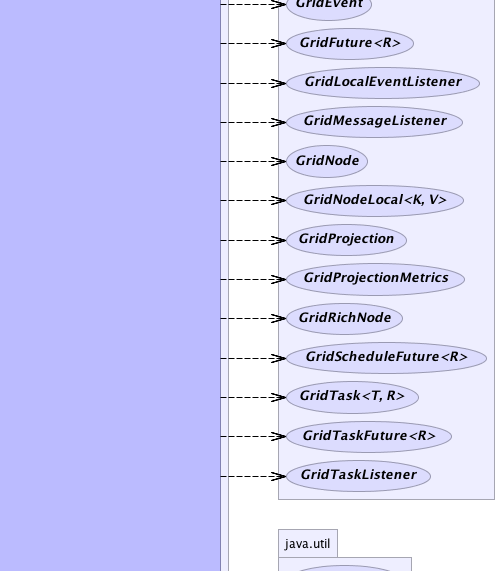 GridEvent
GridFuture<R>
GridLocalEventListener
GridMessageListener
GridNode
GridNodeLocal<K, V>
GridProjection
GridProjectionMetrics
GridRichNode
GridScheduleFuture<R>
GridTask<T, R>
GridTaskFuture<R>
GridTaskListener
java.util